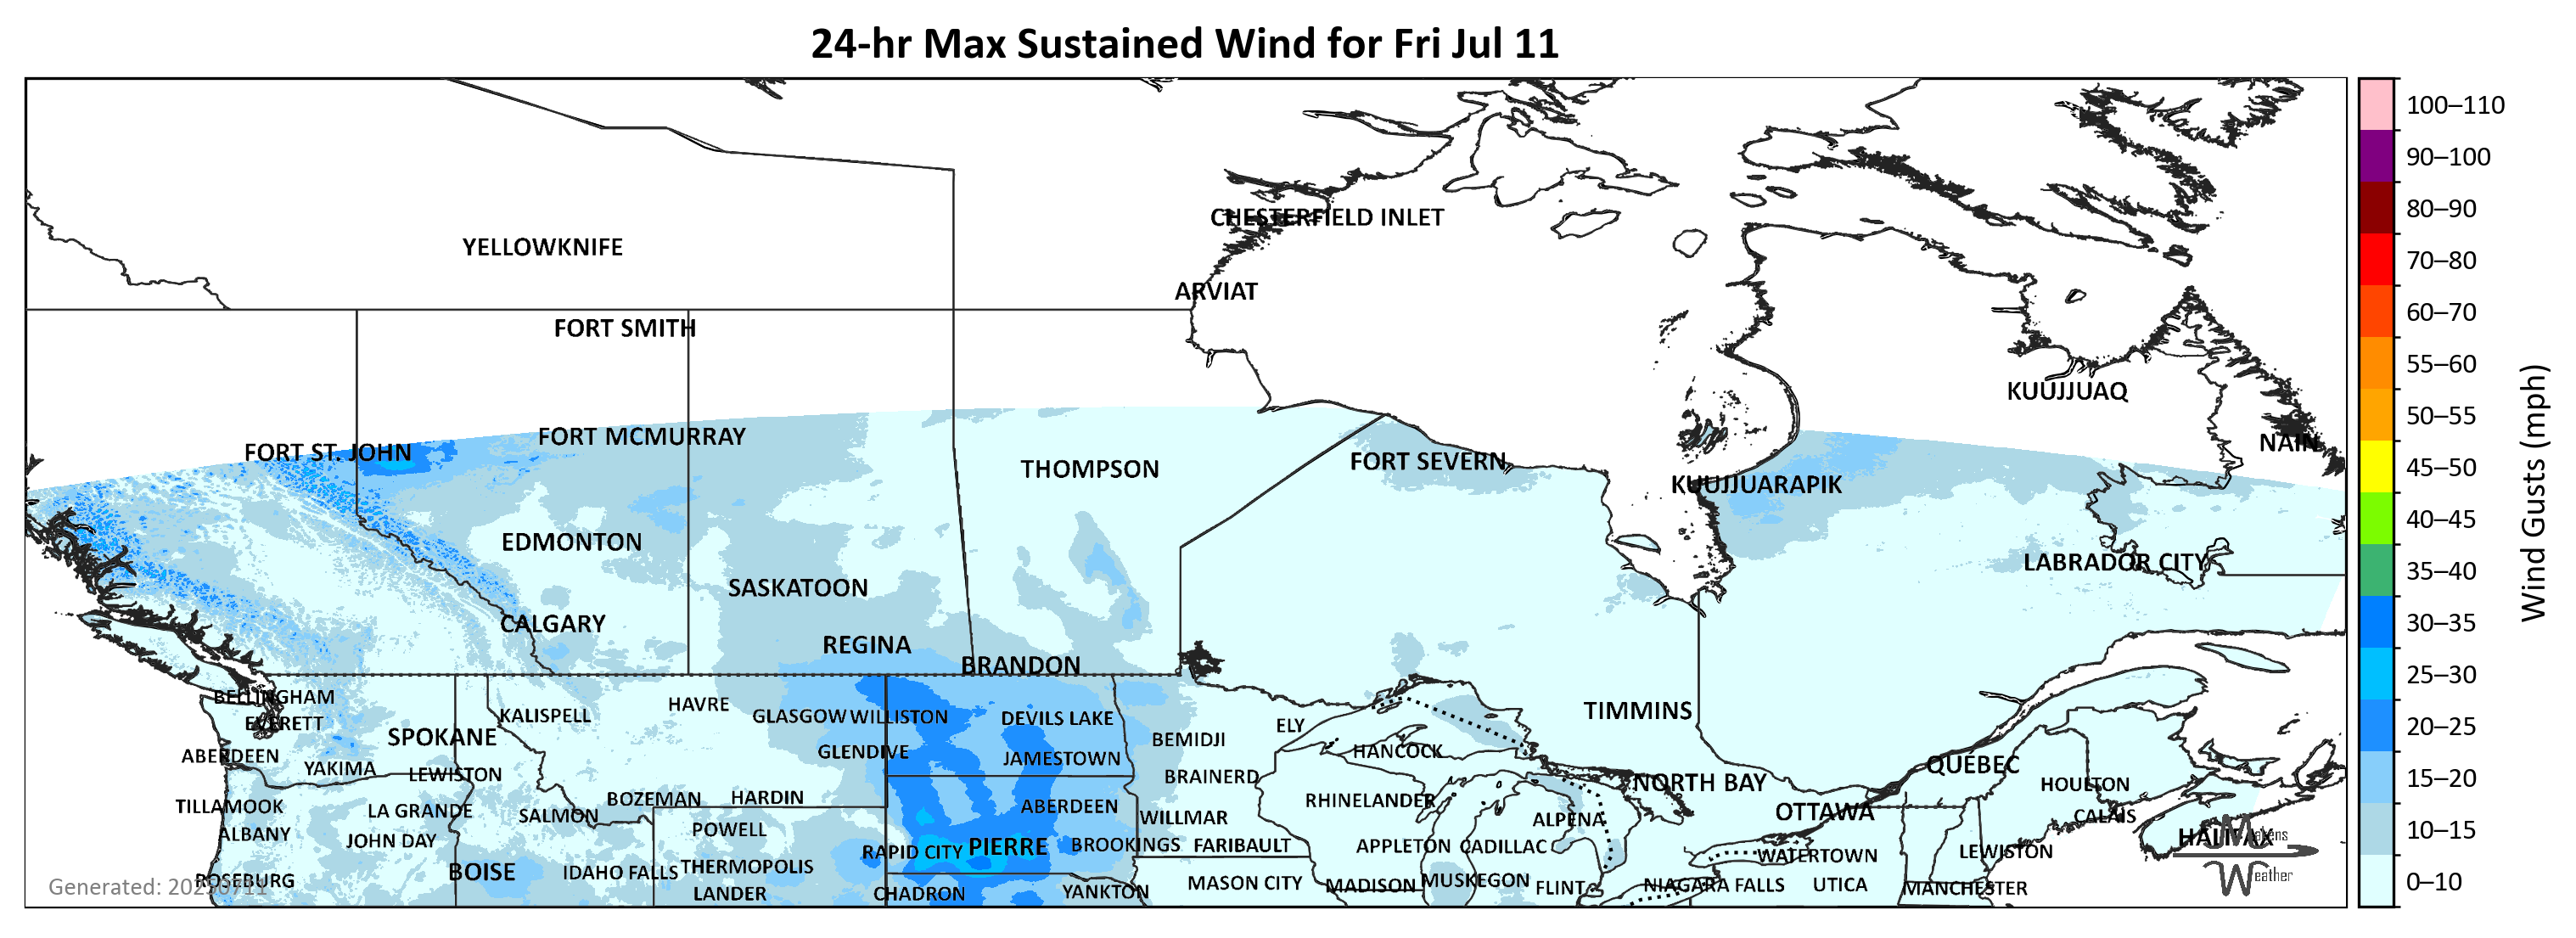 24-hr Max Sustained Wind for Fri Jul 11
100–110
90–100
80–90
70–80
60–70
55–60
50–55
45–50
40–45
35–40
30–35
25–30
20–25
15–20
10–15
0–10
Wind Gusts (mph)
CHESTERFIELD INLET
YELLOWKNIFE
ARVIAT
FORT SMITH
KUUJJUAQ
FORT MCMURRAY
NAIN
FORT ST. JOHN
FORT SEVERN
THOMPSON
KUUJJUARAPIK
EDMONTON
LABRADOR CITY
SASKATOON
CALGARY
REGINA
BRANDON
BELLINGHAM
HAVRE
TIMMINS
KALISPELL
GLASGOW
WILLISTON
DEVILS LAKE
EVERETT
ELY
SPOKANE
BEMIDJI
GLENDIVE
HANCOCK
ABERDEEN
JAMESTOWN
QUÉBEC
YAKIMA
LEWISTON
BRAINERD
NORTH BAY
HOULTON
BOZEMAN
HARDIN
RHINELANDER
TILLAMOOK
LA GRANDE
ABERDEEN
SALMON
WILLMAR
OTTAWA
CALAIS
ALPENA
POWELL
ALBANY
HALIFAX
JOHN DAY
PIERRE
BROOKINGS
FARIBAULT
APPLETON
CADILLAC
RAPID CITY
LEWISTON
WATERTOWN
THERMOPOLIS
BOISE
IDAHO FALLS
ROSEBURG
MUSKEGON
MASON CITY
MADISON
NIAGARA FALLS
UTICA
FLINT
MANCHESTER
LANDER
CHADRON
YANKTON
Weather
Generated: 20250711